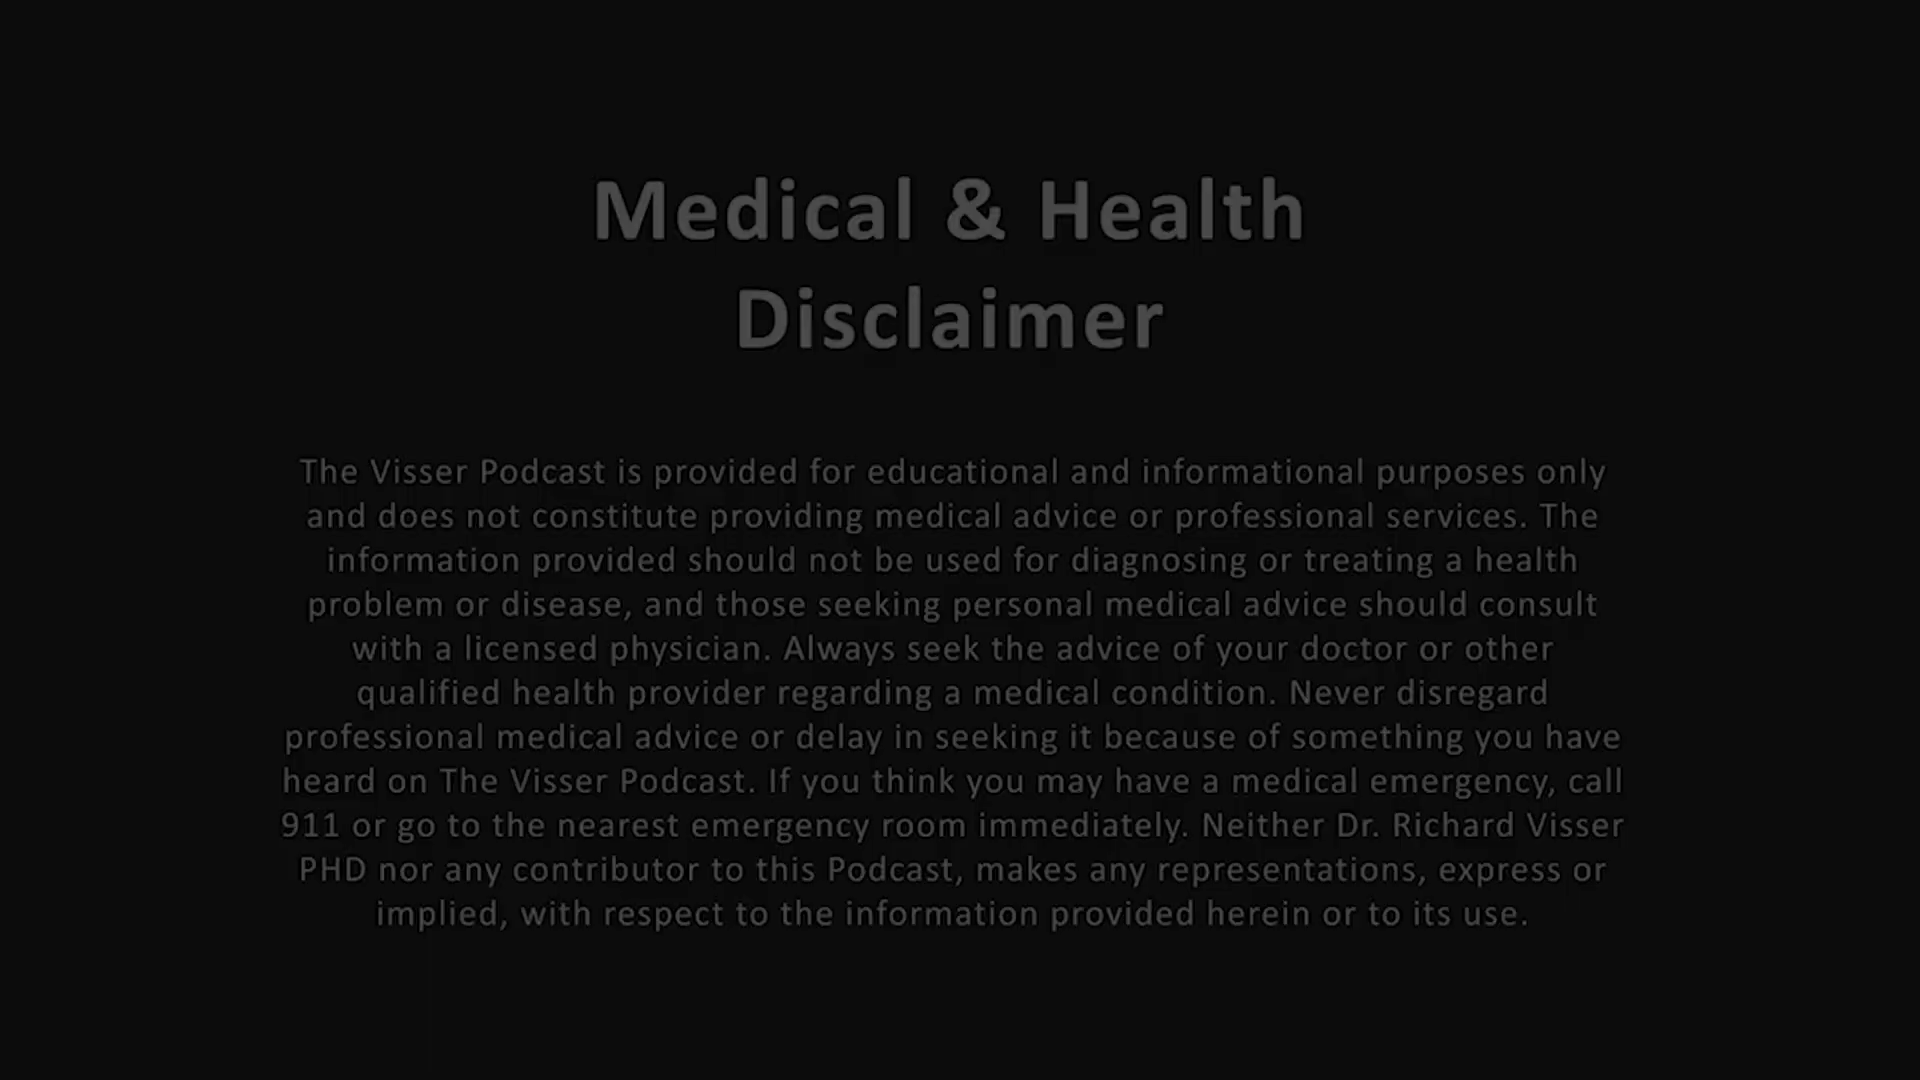 Medical & Health
Disclaimer
The Visser Podcast is provided for educational and informational purposes only
and does not constitute providing medical advice or professional services. The
information provided should not be used for diagnosing or treating a health
problem or disease, and those seeking personal medical advice should consult
with a licensed physician. Always seek the advice of your doctor or other
qualified health provider regarding a medical condition. Never disregard
professional medical advice or delay in seeking it because of something you have
heard on The Visser Podcast. If you think you may have a medical emergency, call
911 or go to the nearest emergency room immediately. Neither Dr. Richard Visser
PHD nor any contributor to this Podcast, makes any representations, express or
implied, with respect to the information provided herein or to its use.